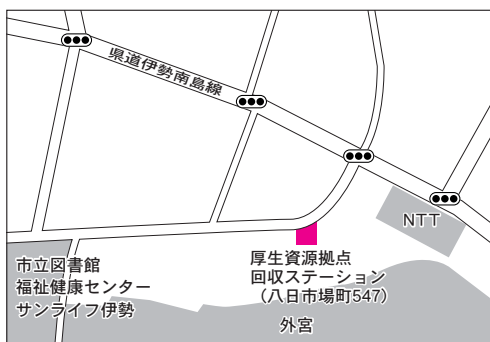 県道伊勢南島線
NTT
市立図書館
福祉健康センター
サンライフ伊勢
厚生資源拠点
回収ステーション
（八日市場町547）
外宮